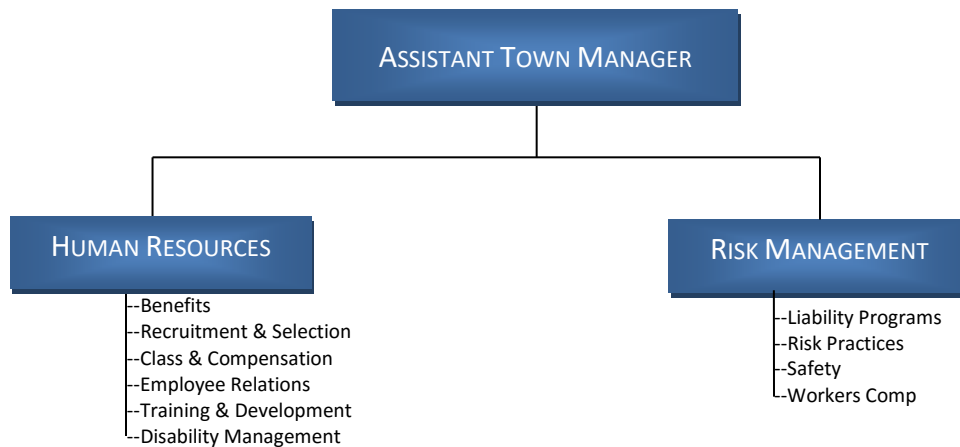 ASSISTANT TOWN MANAGER
HUMAN RESOURCES
--Benefits
--Recruitment & Selection
--Class & Compensation
--Employee Relations
--Training & Development
--Disability Management
RISK MANAGEMENT
--Liability Programs
--Risk Practices
--Safety
--Workers Comp